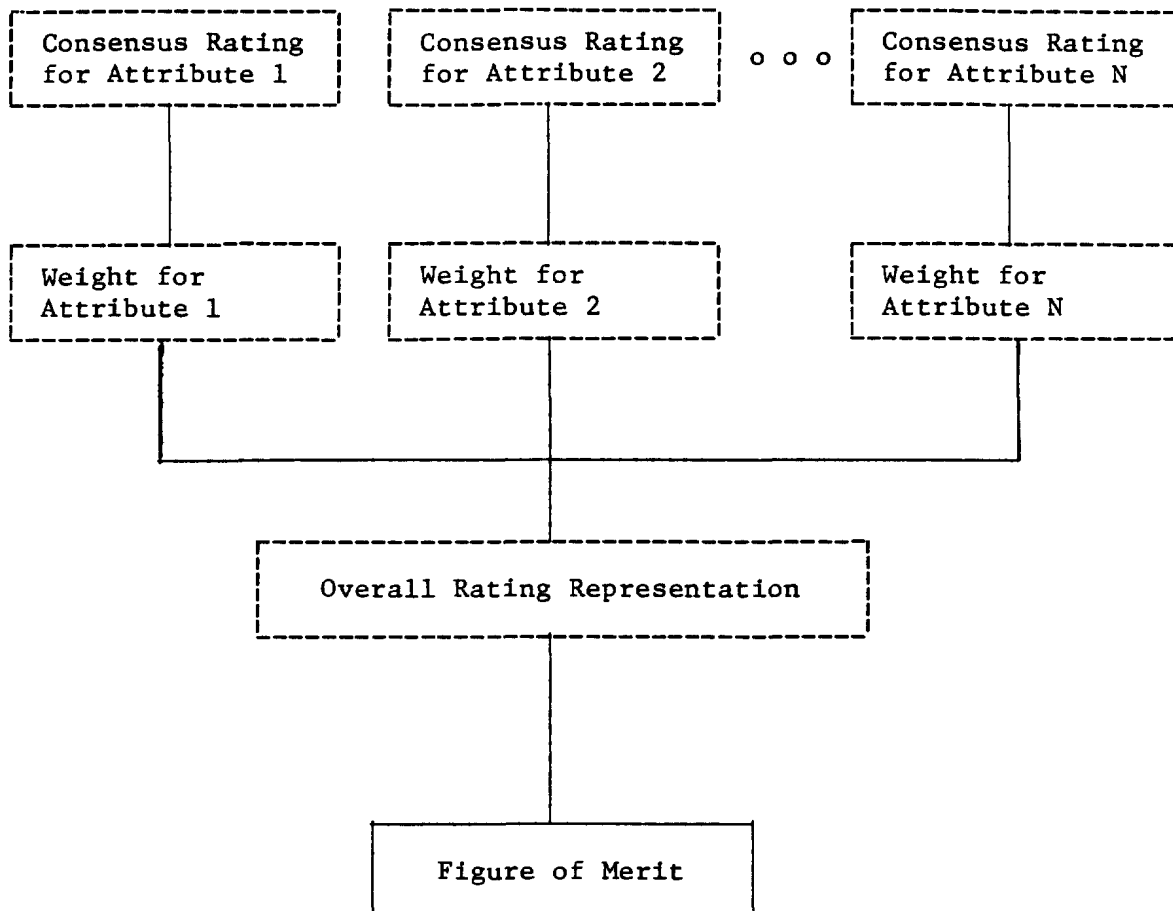 Consensus Rating
for Attribute 1
Consensus Rating
for Attribute 2
o o o
Consensus Rating
for Attribute N
Weight for
Attribute 1
Weight for
Attribute 2
Weight for
Attribute N
Overall Rating Representation
Figure of Merit